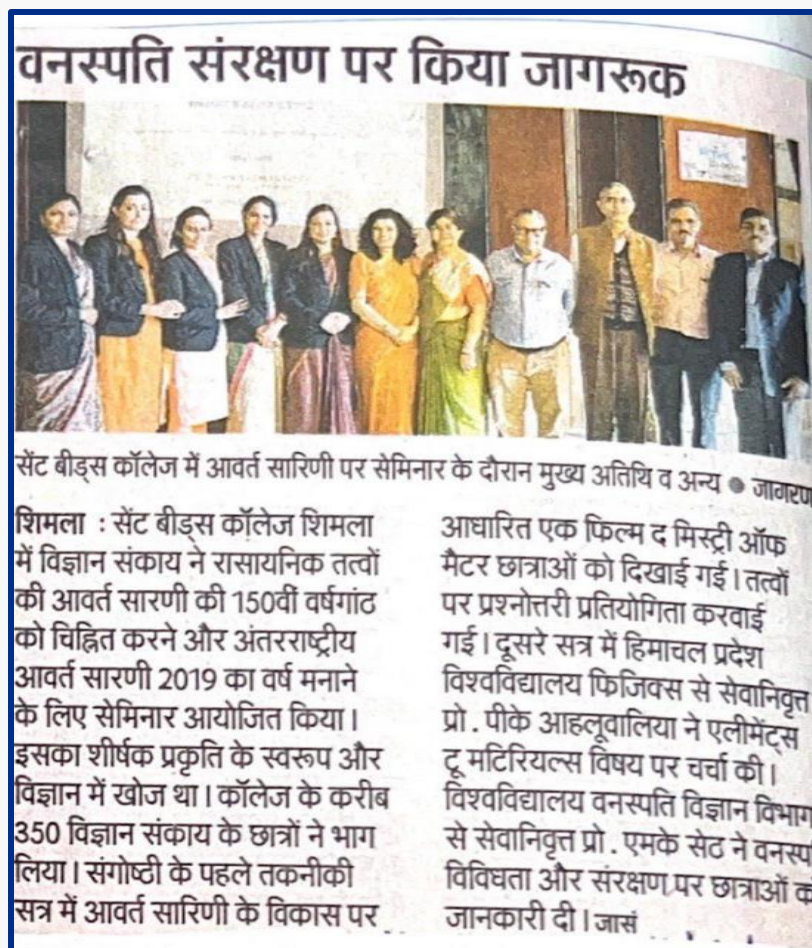 वनस्पति संरक्षण पर किया जागरूक
सेंट बीड्स कॉलेज में आवर्त सारिणी पर सेमिनार के दौरान मुख्य अतिथि व अन्य ● जागरण
शिमला : सेंट बीड्स कॉलेज शिमला
में विज्ञान संकाय ने रासायनिक तत्वों
की आवर्त सारणी की 150वीं वर्षगांठ
को चिह्नित करने और अंतरराष्ट्रीय
आवर्त सारणी 2019 का वर्ष मनाने
के लिए सेमिनार आयोजित किया।
इसका शीर्षक प्रकृति के स्वरूप और
विज्ञान में खोज था। कॉलेज के करीब
350 विज्ञान संकाय के छात्रों ने भाग
लिया। संगोष्ठी के पहले तकनीकी
सत्र में आवर्त सारिणी के विकास पर
आधारित एक फिल्म द मिस्ट्री ऑफ
मैटर छात्राओं को दिखाई गई। तत्वों
पर प्रश्नोत्तरी प्रतियोगिता करवाई
गई। दूसरे सत्र में हिमाचल प्रदेश
विश्वविद्यालय फिजिक्स से सेवानिवृत्त
प्रो. पीके आहलूवालिया ने एलीमेंट्स
टू मटिरियल्स विषय पर चर्चा की।
विश्वविद्यालय वनस्पति विज्ञान विभाग
से सेवानिवृत्त प्रो. एमके सेठ ने
विविधता और संरक्षण पर छात्राओं
जानकारी दी। जासं